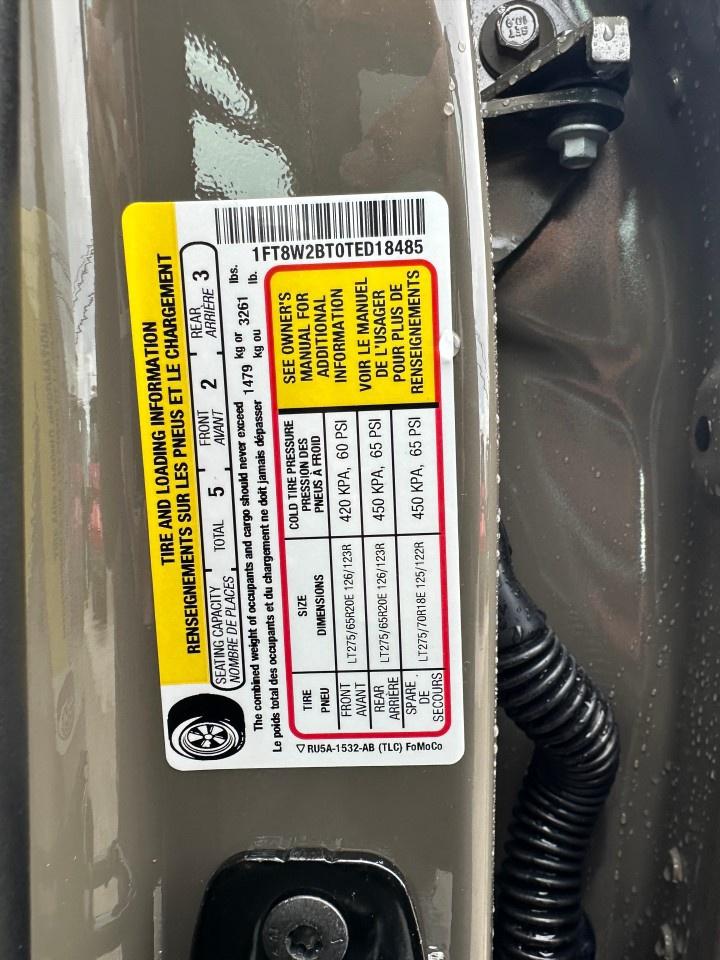 TIRE AND LOADING INFORMATION
RENSEIGNEMENTS SUR LES PNEUS ET LE CHARGEMENT
SEATING CAPACITY TOTAL 5 FRONT 2 REAR 3
NOMBRE DE PLACES AVANT ARRIÈRE
The combined weight of occupants and cargo should never exceed 1479 kg or 3261 lbs.
Le poids total des occupants et du chargement ne doit jamais dépasser kg ou lb.
TIRE SIZE COLD TIRE PRESSURE
PNEU DIMENSIONS PRESSION DES
PNEUS À FROID
FRONT LT275/65R20E 126/123R 420 KPA, 60 PSI
AVANT
REAR LT275/65R20E 126/123R 450 KPA, 65 PSI
ARRIÈRE
SPARE LT275/70R18E 125/122R 450 KPA, 65 PSI
DE
SECOURS
SEE OWNER'S
MANUAL FOR
ADDITIONAL
INFORMATION
VOIR LE MANUEL
DE L'USAGER
POUR PLUS DE
RENSEIGNEMENTS
RU5A-1532-AB (TLC) FoMoCo
1FT8W2BT0TED18485